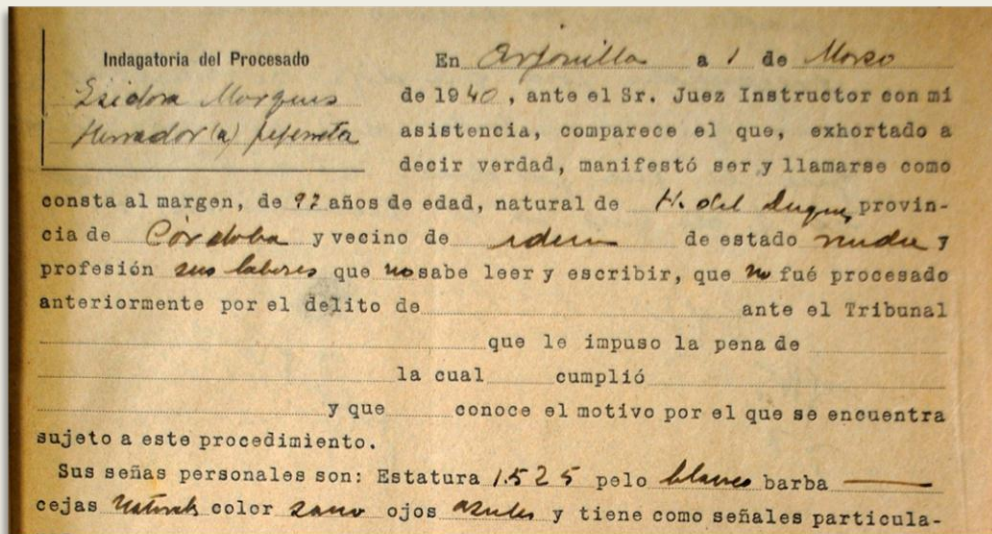 Indagatoria del Procesado
Isidora Marques
Herrador (a)
En Arjonilla a 1 de Marzo
de 1940, ante el Sr. Juez Instructor con mi
asistencia, comparece el que, exhortado a
decir verdad, manifestó ser y llamarse como
consta al margen, de 92 años de edad, natural de H. del Duque, provin-
cia de Córdoba y vecino de idem de estado viuda y
profesión sus labores que no sabe leer y escribir, que no fué procesado
anteriormente por el delito de ante el Tribunal
que le impuso la pena de
la cual cumplió
y que conoce el motivo por el que se encuentra
sujeto a este procedimiento.
Sus señas personales son: Estatura 1.525 pelo blanco barba —
cejas color sano ojos azules y tiene como señales particula-